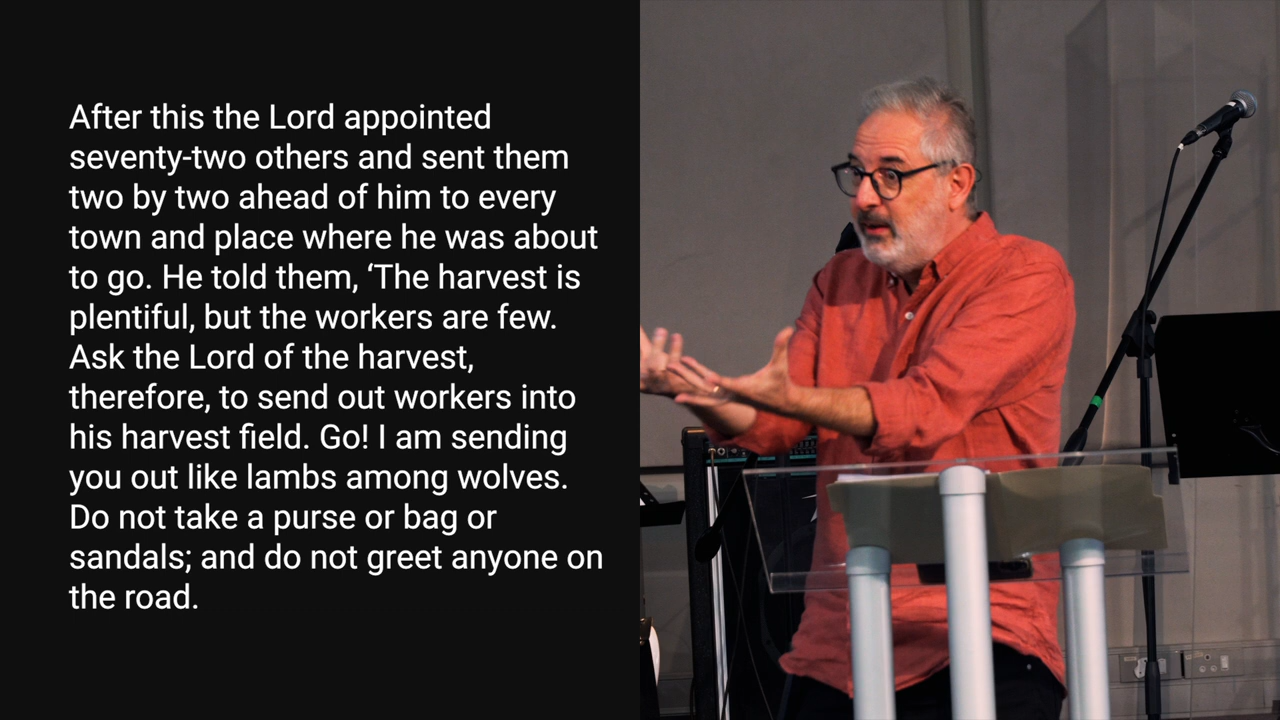 After this the Lord appointed
seventy-two others and sent them
two by two ahead of him to every
town and place where he was about
to go. He told them, ‘The harvest is
plentiful, but the workers are few.
Ask the Lord of the harvest,
therefore, to send out workers into
his harvest field. Go! I am sending
you out like lambs among wolves.
Do not take a purse or bag or
sandals; and do not greet anyone on
the road.